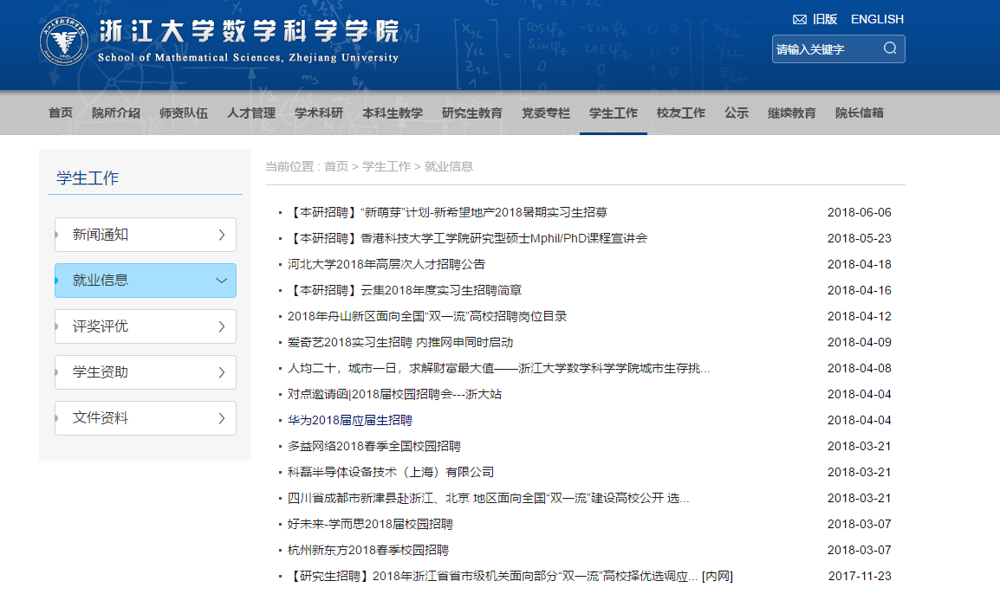 浙江大学数学科学学院
School of Mathematical Sciences, Zhejiang University
旧版 ENGLISH
请输入关键字
首页 院所介绍 师资队伍 人才管理 学术科研 本科生教学 研究生教育 党委专栏 学生工作 校友工作 公示 继续教育 院长信箱
学生工作
新闻通知
就业信息
评奖评优
学生资助
文件资料
当前位置 : 首页 > 学生工作 > 就业信息
【本研招聘】“新萌芽”计划-新希望地产2018暑期实习生招募 2018-06-06
【本研招聘】香港科技大学工学院研究型硕士Mphil/PhD课程宣讲会 2018-05-23
河北大学2018年高层次人才招聘公告 2018-04-18
【本研招聘】云集2018年度实习生招聘简章 2018-04-16
2018年舟山新区面向全国“双一流”高校招聘岗位目录 2018-04-12
爱奇艺2018实习生招聘 内推网申同时启动 2018-04-09
人均二十，城市一日，求解财富最大值——浙江大学数学科学学院城市生存挑... 2018-04-08
对点邀请函|2018届校园招聘会---浙大站 2018-04-04
华为2018届应届生招聘 2018-04-04
多益网络2018春季全国校园招聘 2018-03-21
科磊半导体设备技术（上海）有限公司 2018-03-21
四川省成都市新津县赴浙江、北京 地区面向全国“双一流”建设高校公开 选... 2018-03-21
好未来-学而思2018届校园招聘 2018-03-07
杭州新东方2018春季校园招聘 2018-03-07
【研究生招聘】2018年浙江省省市级机关面向部分“双一流”高校择优选调应... [内网] 2017-11-23